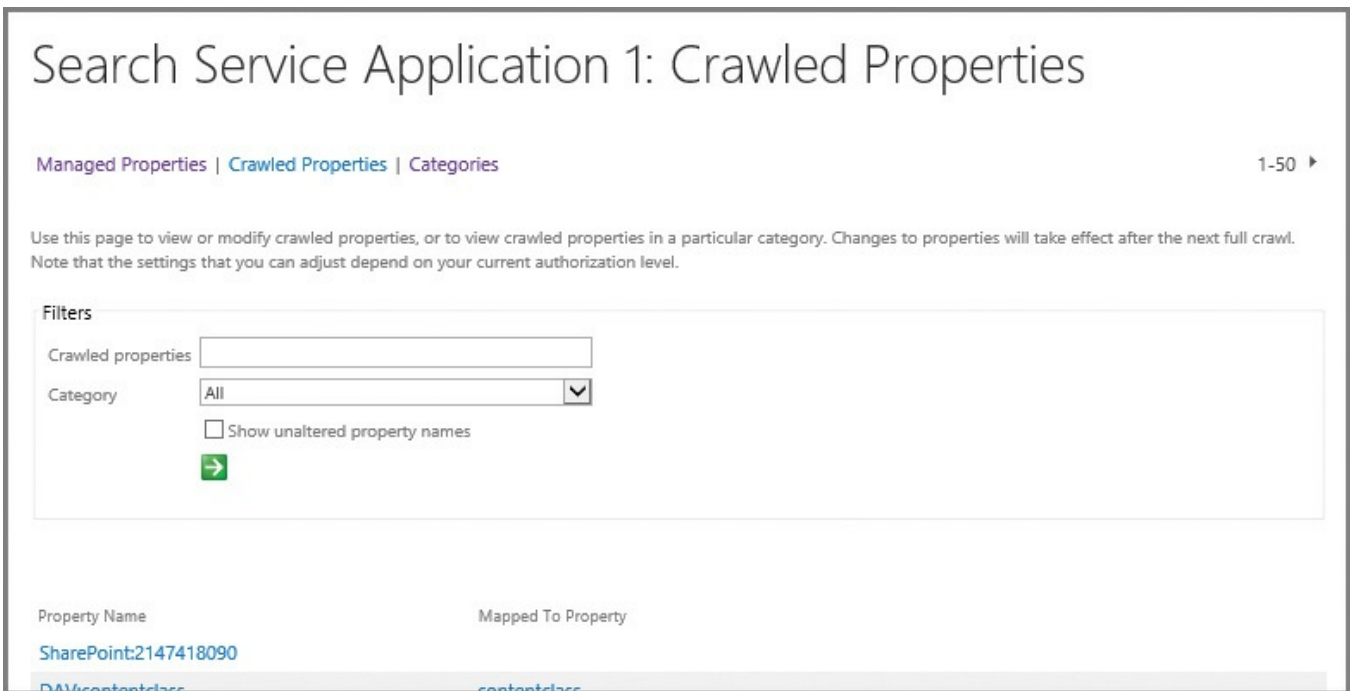 Search Service Application 1: Crawled Properties
Managed Properties | Crawled Properties | Categories 1-50
Use this page to view or modify crawled properties, or to view crawled properties in a particular category. Changes to properties will take effect after the next full crawl.
Note that the settings that you can adjust depend on your current authorization level.
Filters
Crawled properties
Category All
Show unaltered property names
Property Name Mapped To Property
SharePoint:2147418090
DAV:contentclass contentclass